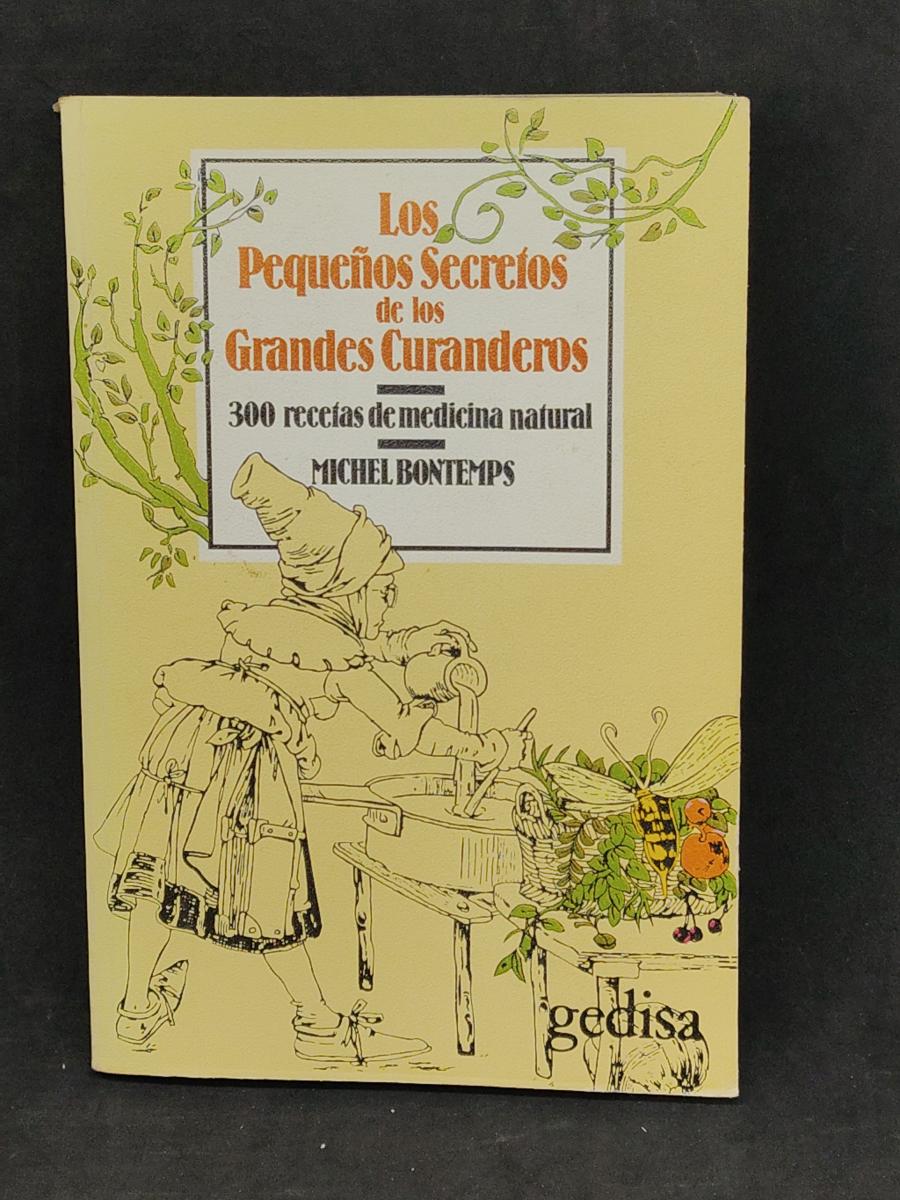 Los
Pequeños Secretos
de los
Grandes Curanderos
300 recetas de medicina natural
MICHEL BONTEMPS
gedisa